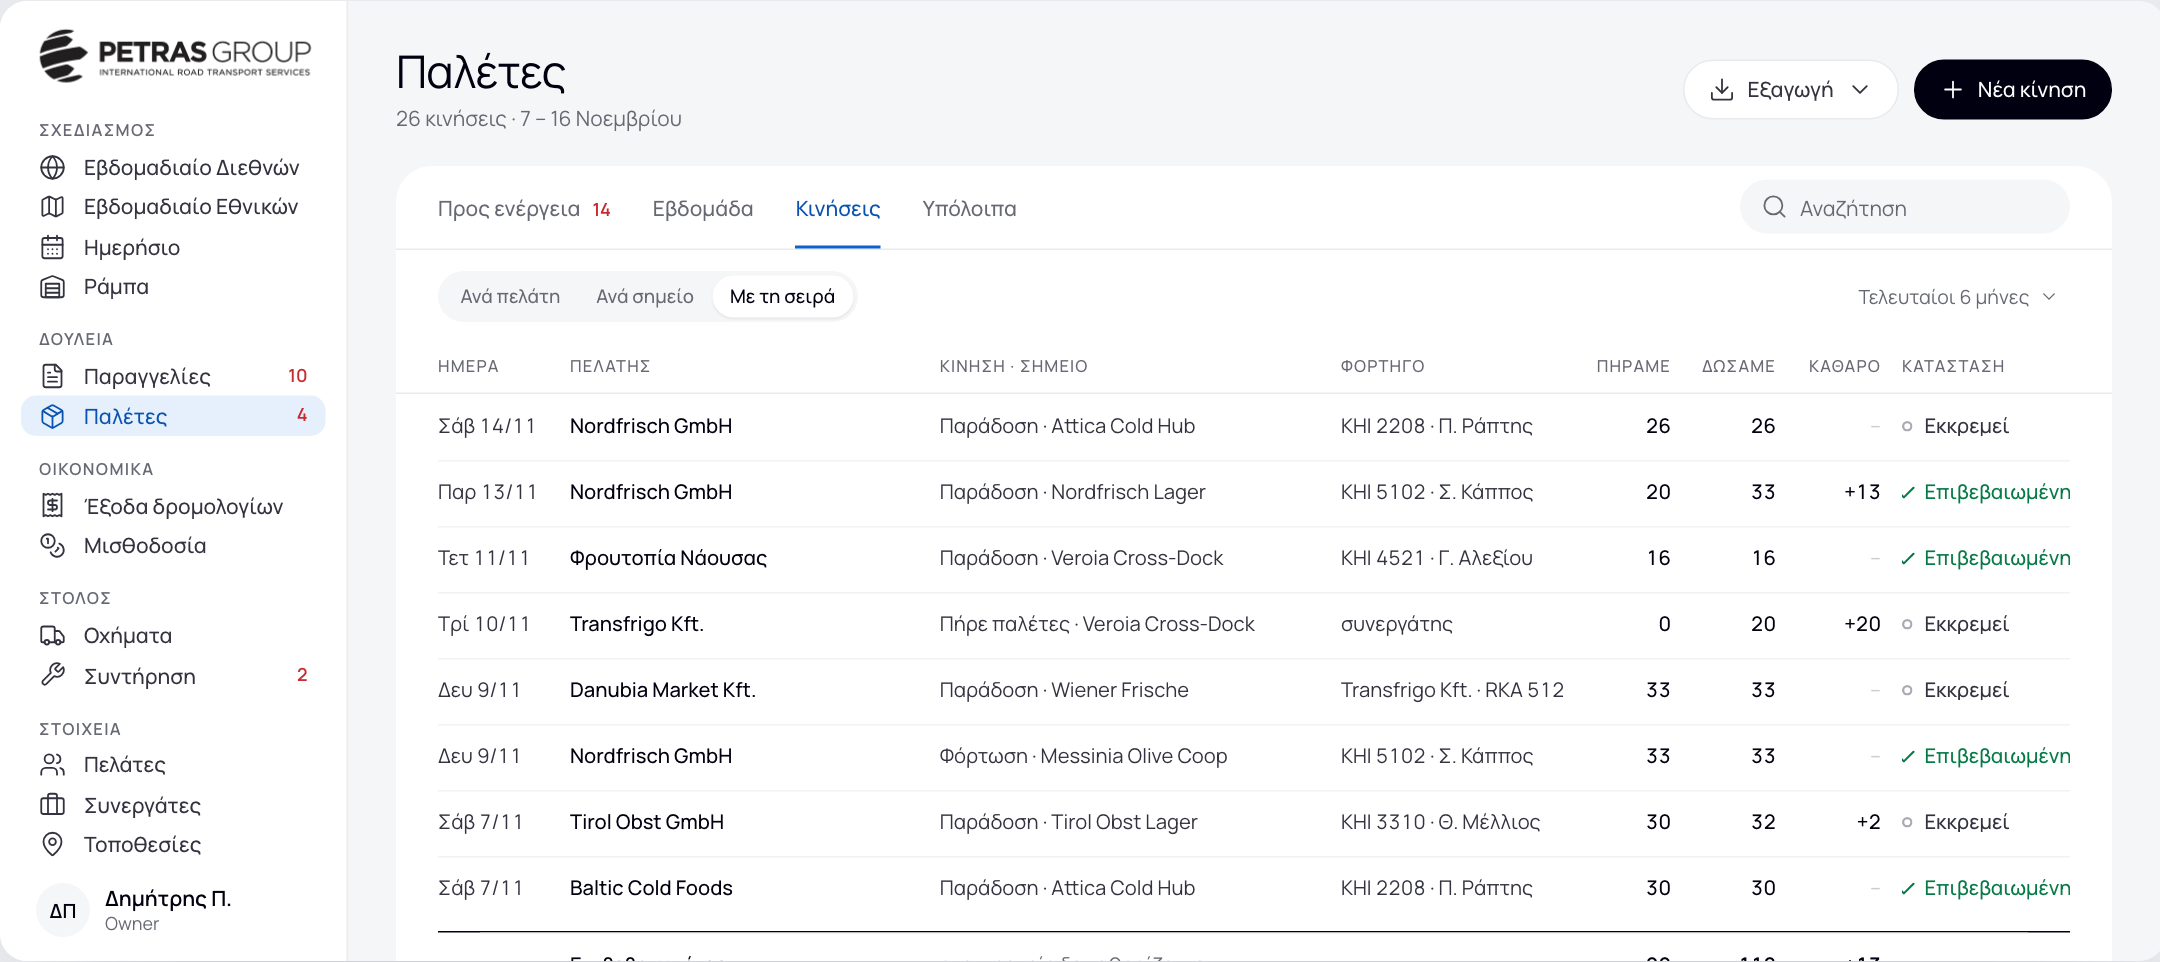 PETRAS GROUP
INTERNATIONAL ROAD TRANSPORT SERVICES
ΣΧΕΔΙΑΣΜΟΣ
Εβδομαδιαίο Διεθνών
Εβδομαδιαίο Εθνικών
Ημερήσιο
Ράμπα
ΔΟΥΛΕΙΑ
Παραγγελίες 10
Παλέτες 4
ΟΙΚΟΝΟΜΙΚΑ
Έξοδα δρομολογίων
Μισθοδοσία
ΣΤΟΛΟΣ
Οχήματα
Συντήρηση 2
ΣΤΟΙΧΕΙΑ
Πελάτες
Συνεργάτες
Τοποθεσίες
ΔΠ Δημήτρης Π.
Owner
Παλέτες
26 κινήσεις · 7 – 16 Νοεμβρίου
Εξαγωγή
+ Νέα κίνηση
Προς ενέργεια 14 Εβδομάδα Κινήσεις Υπόλοιπα
Αναζήτηση
Ανά πελάτη Ανά σημείο Με τη σειρά
Τελευταίοι 6 μήνες
ΗΜΕΡΑ ΠΕΛΑΤΗΣ ΚΙΝΗΣΗ · ΣΗΜΕΙΟ ΦΟΡΤΗΓΟ ΠΗΡΑΜΕ ΔΩΣΑΜΕ ΚΑΘΑΡΟ ΚΑΤΑΣΤΑΣΗ
Σάβ 14/11 Nordfrisch GmbH Παράδοση · Attica Cold Hub ΚΗΙ 2208 · Π. Ράπτης 26 26 – Εκκρεμεί
Παρ 13/11 Nordfrisch GmbH Παράδοση · Nordfrisch Lager ΚΗΙ 5102 · Σ. Κάππος 20 33 +13 ✓ Επιβεβαιωμένη
Τετ 11/11 Φρουτοπία Νάουσας Παράδοση · Veroia Cross-Dock ΚΗΙ 4521 · Γ. Αλεξίου 16 16 – ✓ Επιβεβαιωμένη
Τρί 10/11 Transfrigo Kft. Πήρε παλέτες · Veroia Cross-Dock συνεργάτης 0 20 +20 Εκκρεμεί
Δευ 9/11 Danubia Market Kft. Παράδοση · Wiener Frische Transfrigo Kft. · RKA 512 33 33 – Εκκρεμεί
Δευ 9/11 Nordfrisch GmbH Φόρτωση · Messinia Olive Coop ΚΗΙ 5102 · Σ. Κάππος 33 33 – ✓ Επιβεβαιωμένη
Σάβ 7/11 Tirol Obst GmbH Παράδοση · Tirol Obst Lager ΚΗΙ 3310 · Θ. Μέλλιος 30 32 +2 Εκκρεμεί
Σάβ 7/11 Baltic Cold Foods Παράδοση · Attica Cold Hub ΚΗΙ 2208 · Π. Ράπτης 30 30 – ✓ Επιβεβαιωμένη